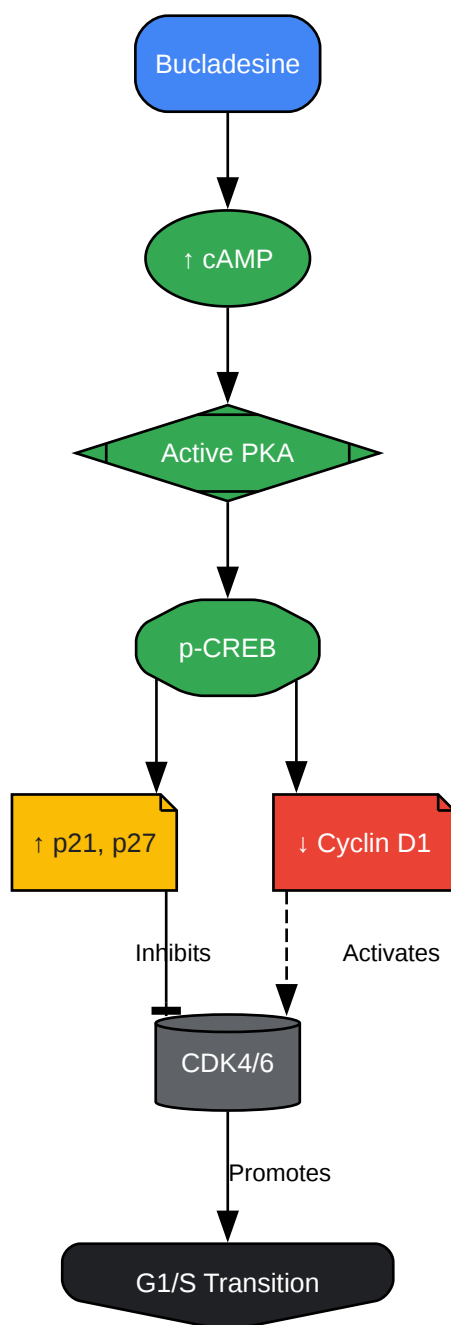 Bucladesine
↑ cAMP
Active PKA
p-CREB
↑ p21, p27
↓ Cyclin D1
Inhibits
Activates
CDK4/6
Promotes
G1/S Transition